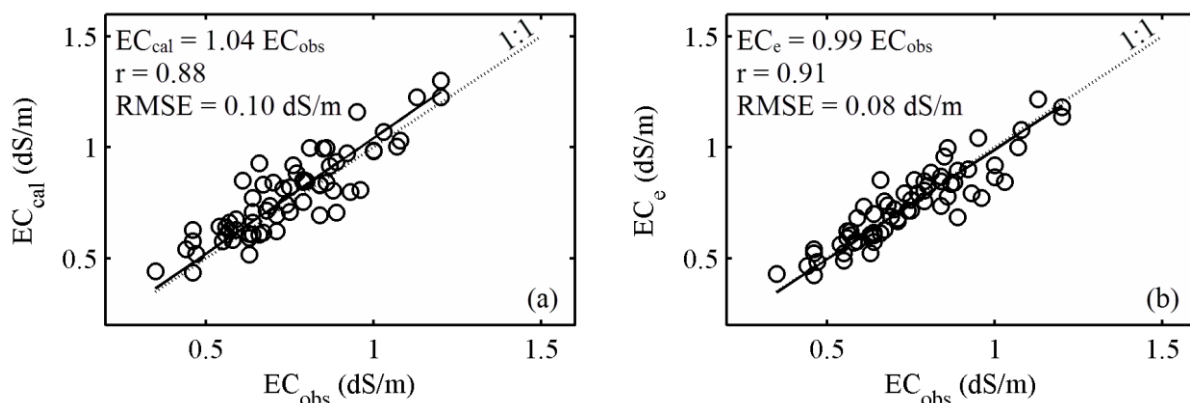 1.5
1
0.5
EC_cal (dS/m)
EC_cal = 1.04 EC_obs
r = 0.88
RMSE = 0.10 dS/m
1:1
(a)
0.5 1 1.5
EC_obs (dS/m)
1.5
1
0.5
EC_e (dS/m)
EC_e = 0.99 EC_obs
r = 0.91
RMSE = 0.08 dS/m
1:1
(b)
0.5 1 1.5
EC_obs (dS/m)